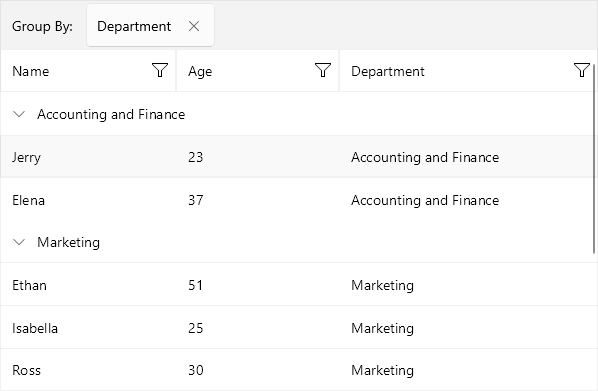 Group By: Department
Name Age Department
Accounting and Finance
Jerry 23 Accounting and Finance
Elena 37 Accounting and Finance
Marketing
Ethan 51 Marketing
Isabella 25 Marketing
Ross 30 Marketing